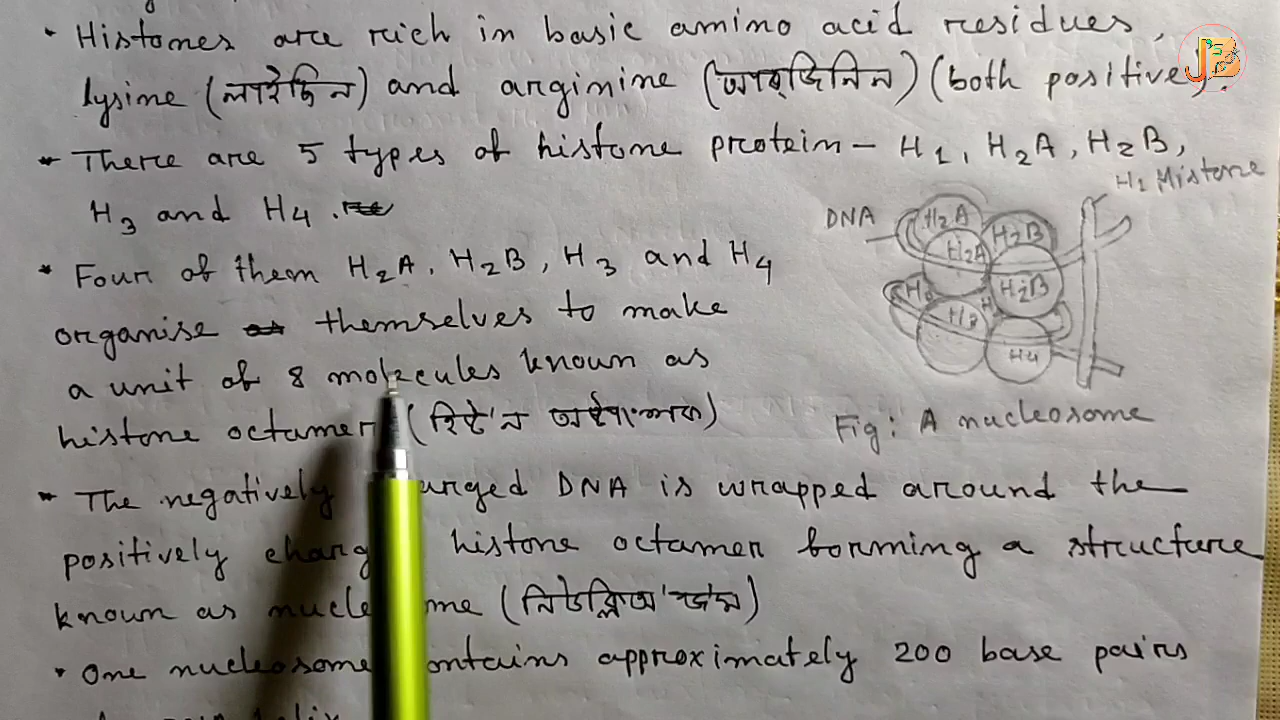 • Histones are rich in basic amino acid residues,
lysine (লাইচিন) and arginine (আৰ্জিনিন) (both positive).
• There are 5 types of histone protein – H1, H2A, H2B,
H3 and H4.
• Four of them H2A, H2B, H3 and H4
organise themselves to make
a unit of 8 molecules known as
histone octamer (হিষ্ট'ন
• The negatively charged DNA is wrapped around the
positively charged histone octamer forming a structure
known as nucleosome
• One nucleosome contains approximately 200 base pairs
H1 Histone
DNA
H2A
H2B
H2A
H2B
H3
H4
Fig: A nucleosome